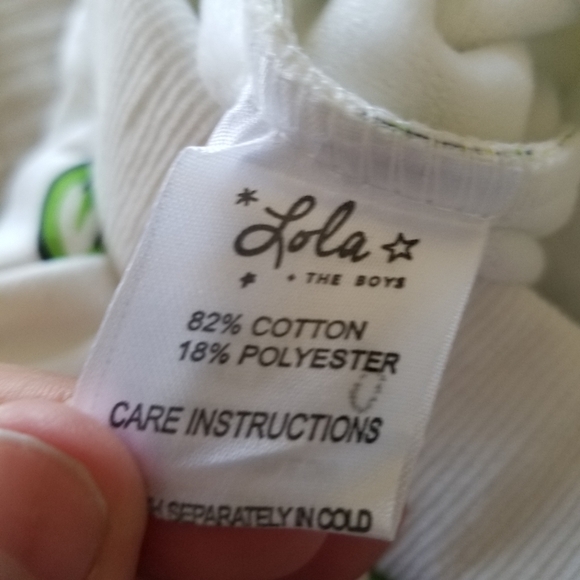 Lola
+ THE BOYS
82% COTTON
18% POLYESTER
CARE INSTRUCTIONS
SEPARATELY IN COLD